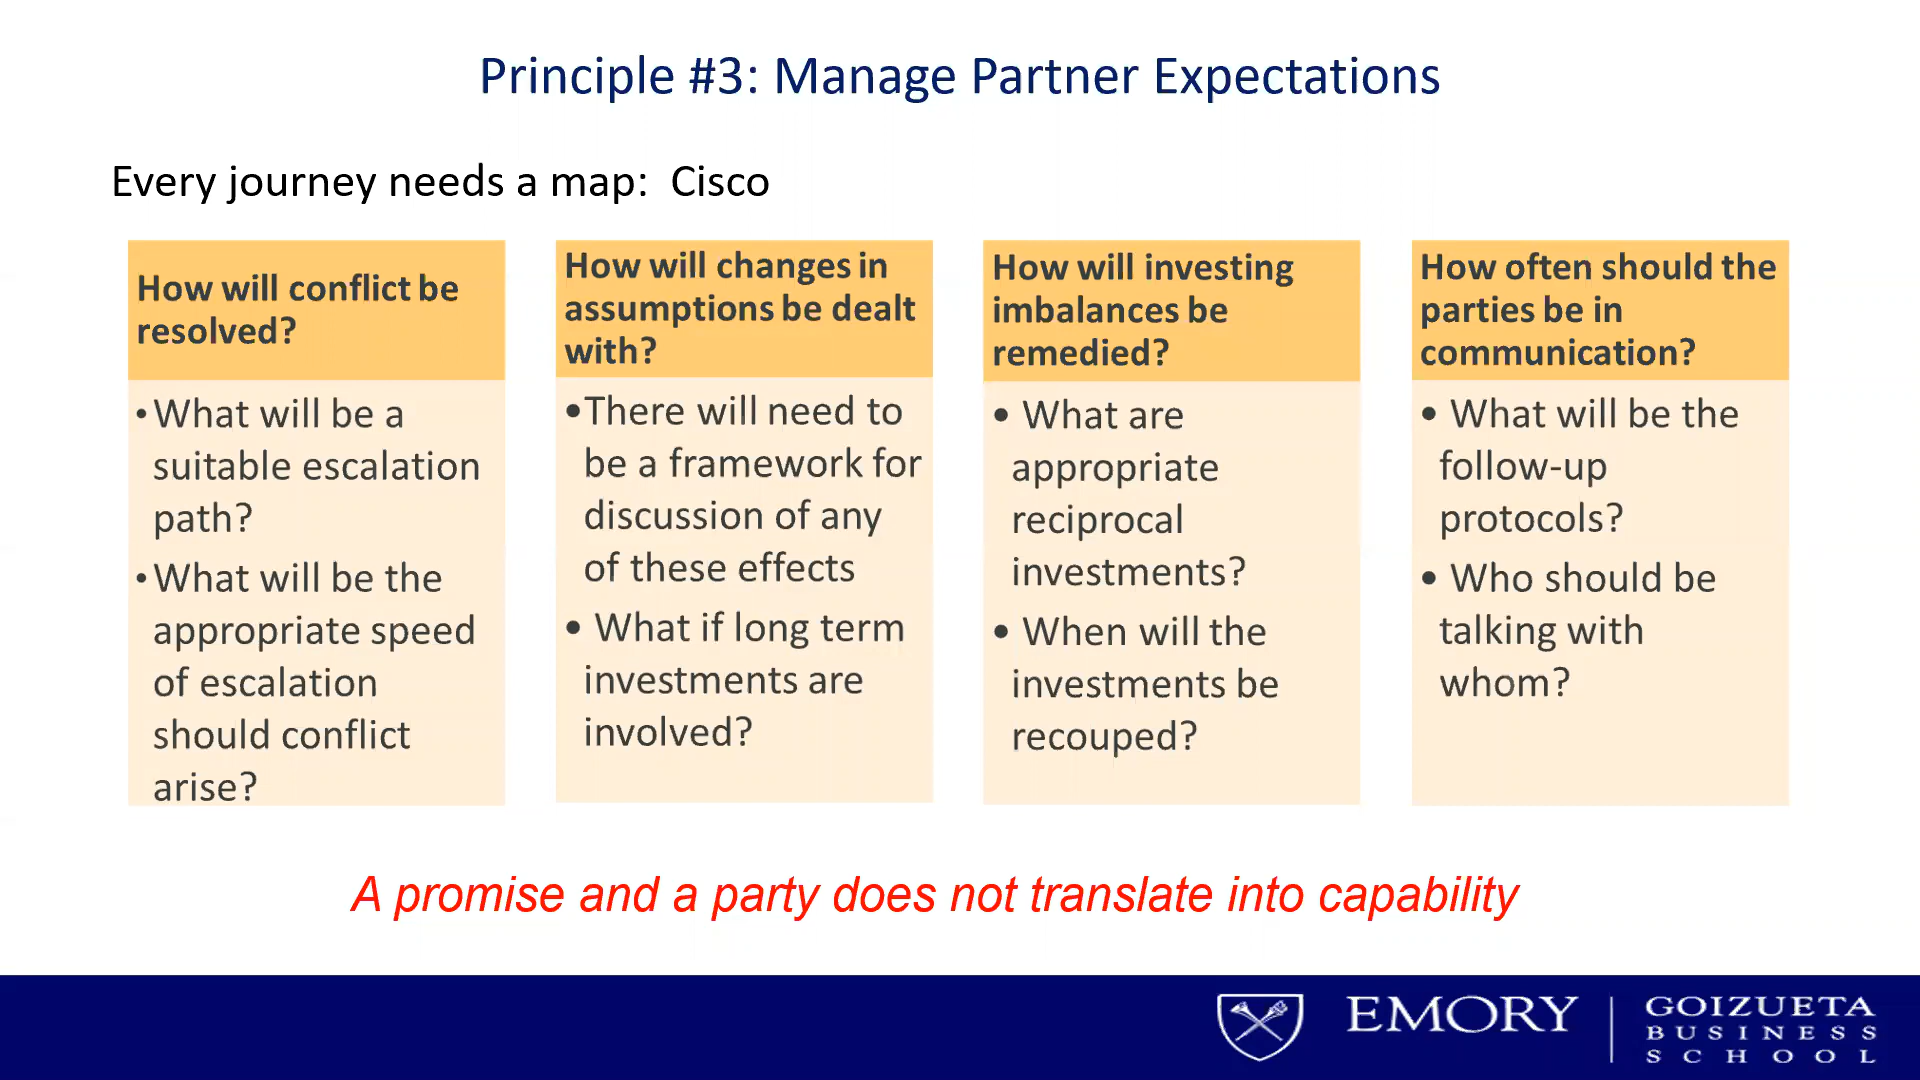 Principle #3: Manage Partner Expectations
Every journey needs a map:  Cisco
How will conflict be
resolved?
•What will be a
suitable escalation
path?
•What will be the
appropriate speed
of escalation
should conflict
arise?
How will changes in
assumptions be dealt
with?
•There will need to
be a framework for
discussion of any
of these effects
• What if long term
investments are
involved?
How will investing
imbalances be
remedied?
• What are
appropriate
reciprocal
investments?
• When will the
investments be
recouped?
How often should the
parties be in
communication?
• What will be the
follow-up
protocols?
• Who should be
talking with
whom?
A promise and a party does not translate into capability
EMORY
GOIZUETA
BUSINESS
SCHOOL